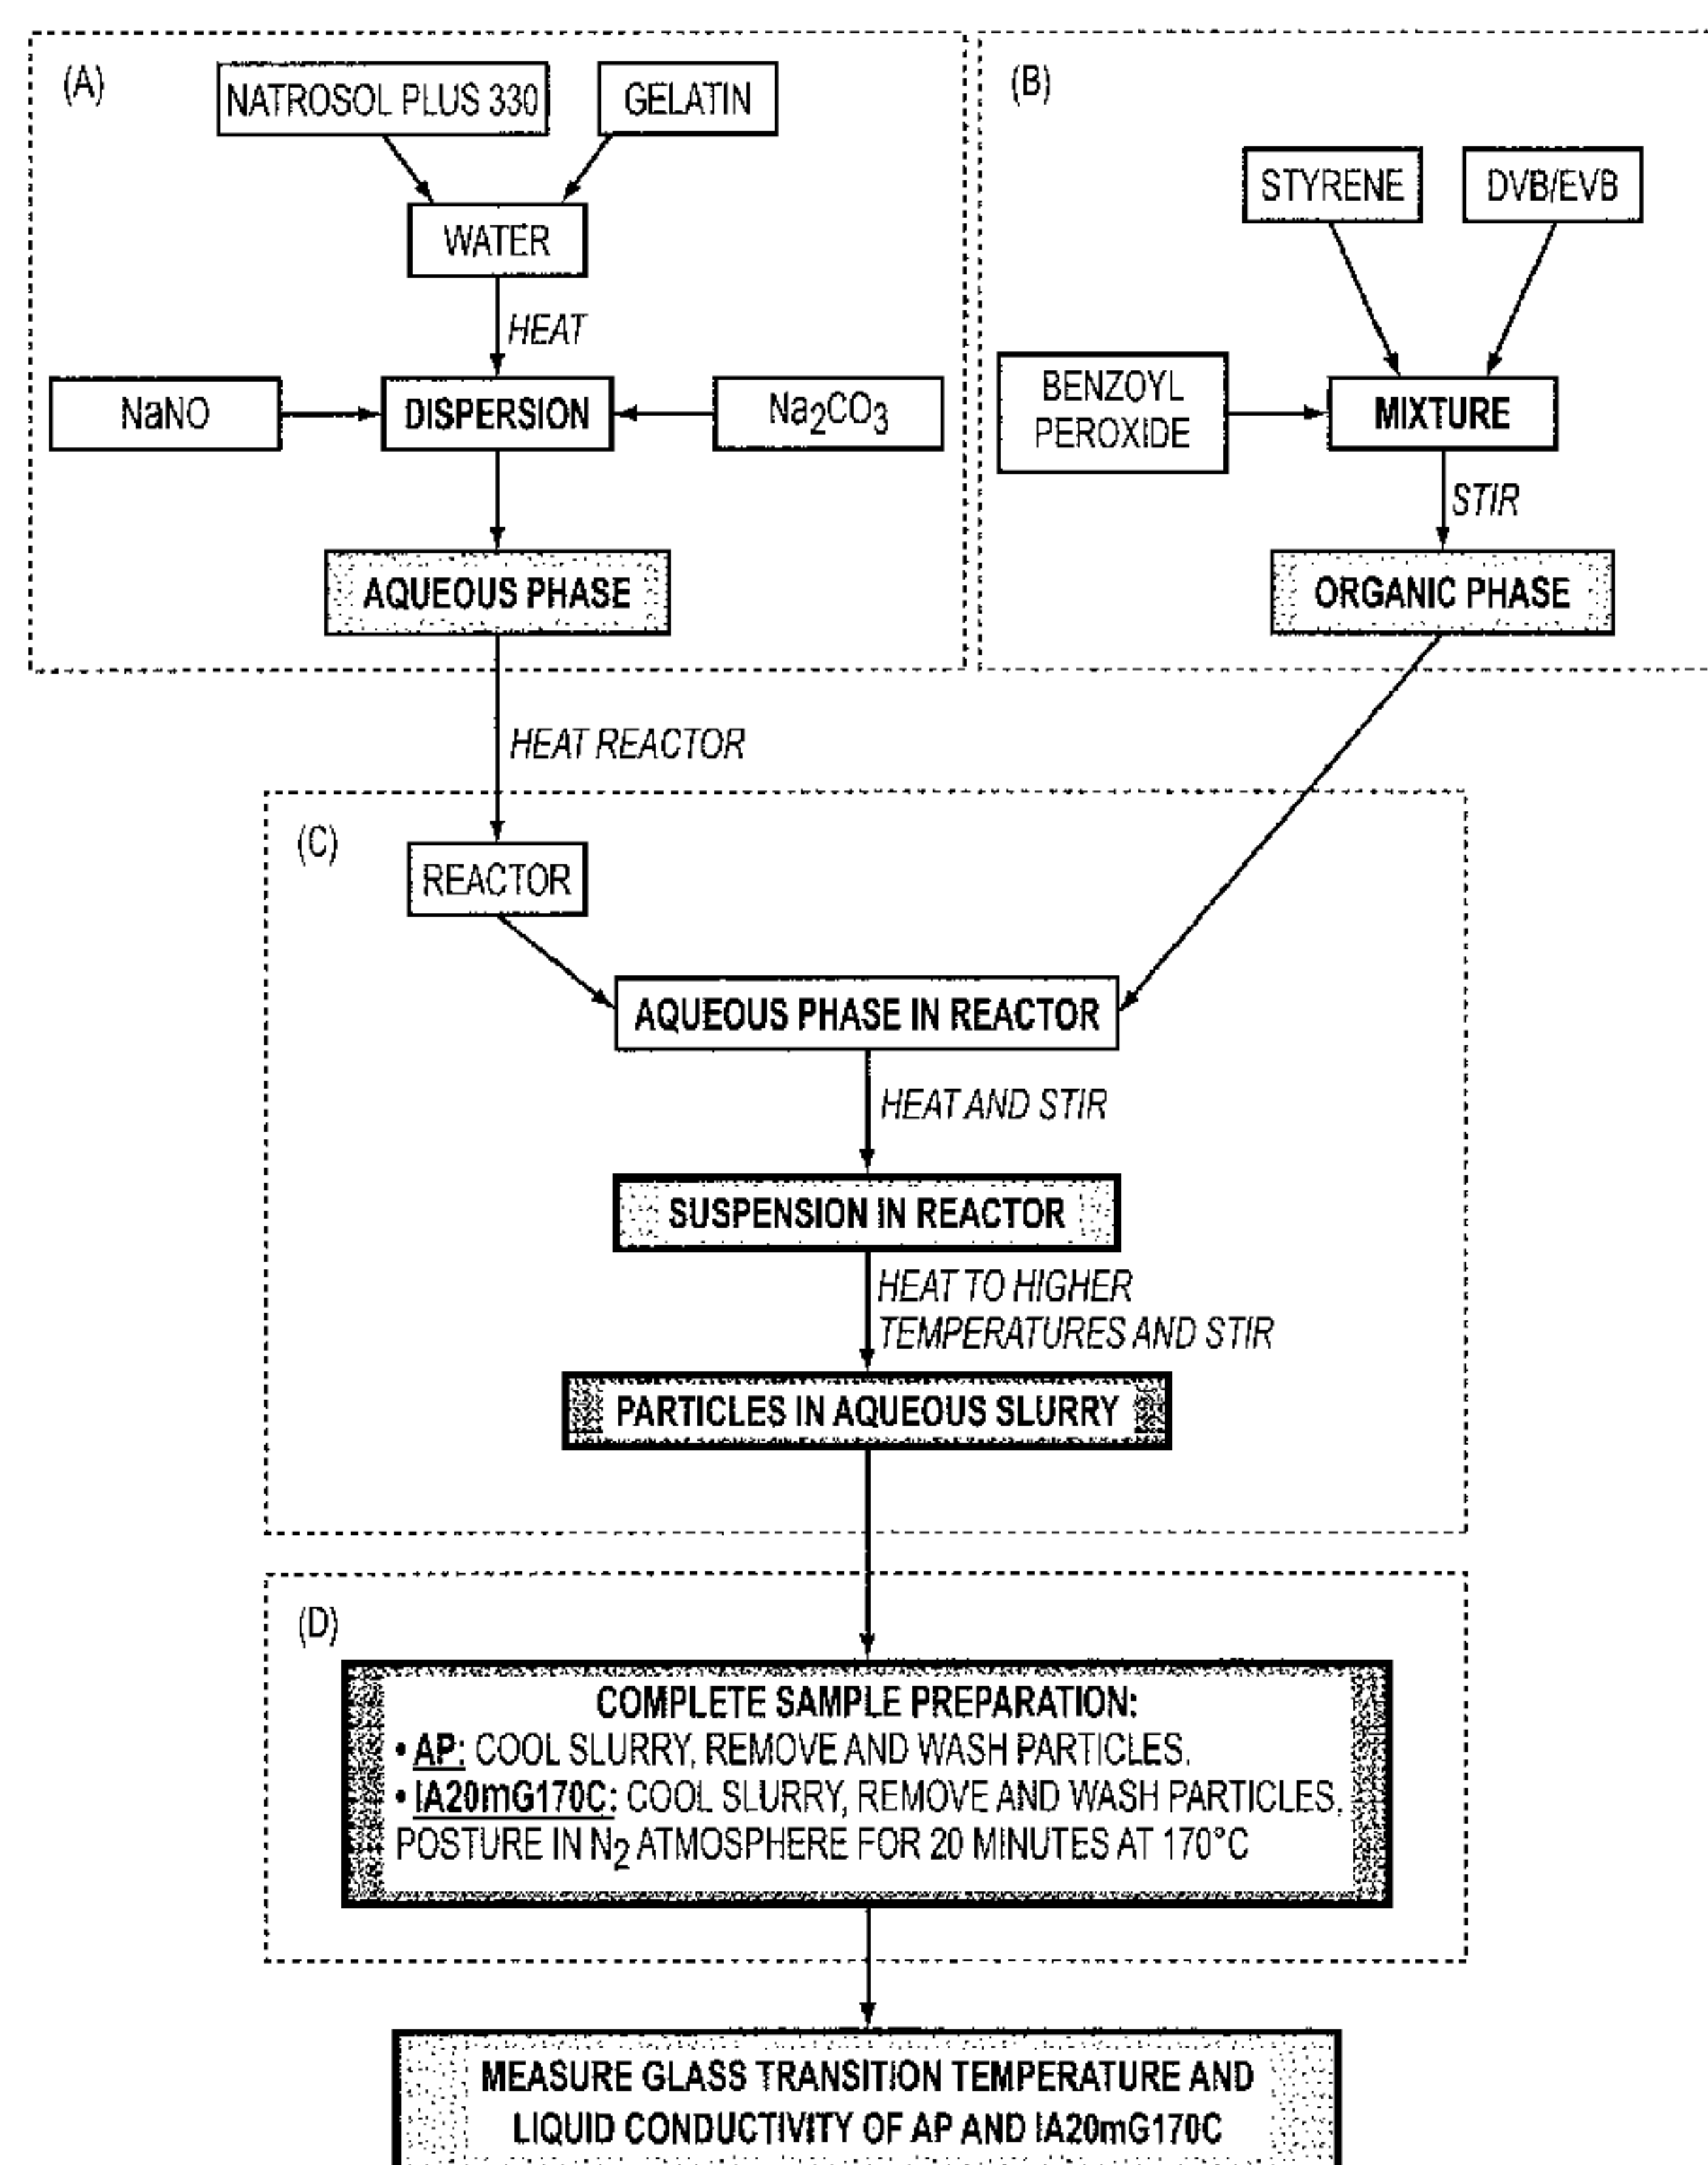 (A)
NATROSOL PLUS 330
GELATIN
WATER
HEAT
NaNO
DISPERSION
Na2CO3
AQUEOUS PHASE
(B)
STYRENE
DVB/EVB
BENZOYL
PEROXIDE
MIXTURE
STIR
ORGANIC PHASE
HEAT REACTOR
(C)
REACTOR
AQUEOUS PHASE IN REACTOR
HEAT AND STIR
SUSPENSION IN REACTOR
HEAT TO HIGHER
TEMPERATURES AND STIR
PARTICLES IN AQUEOUS SLURRY
(D)
COMPLETE SAMPLE PREPARATION:
• AP: COOL SLURRY, REMOVE AND WASH PARTICLES.
• IA20mG170C: COOL SLURRY, REMOVE AND WASH PARTICLES,
POSTURE IN N2 ATMOSPHERE FOR 20 MINUTES AT 170°C
MEASURE GLASS TRANSITION TEMPERATURE AND
LIQUID CONDUCTIVITY OF AP AND IA20mG170C